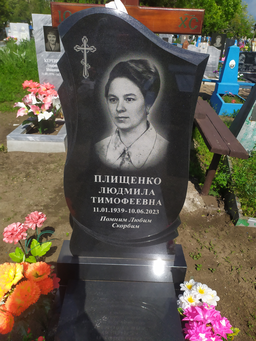 ПЛИЩЕНКО
ЛЮДМИЛА
ТИМОФЕЕВНА
11.01.1939 - 10.06.2023
Помним Любим
Скорбим